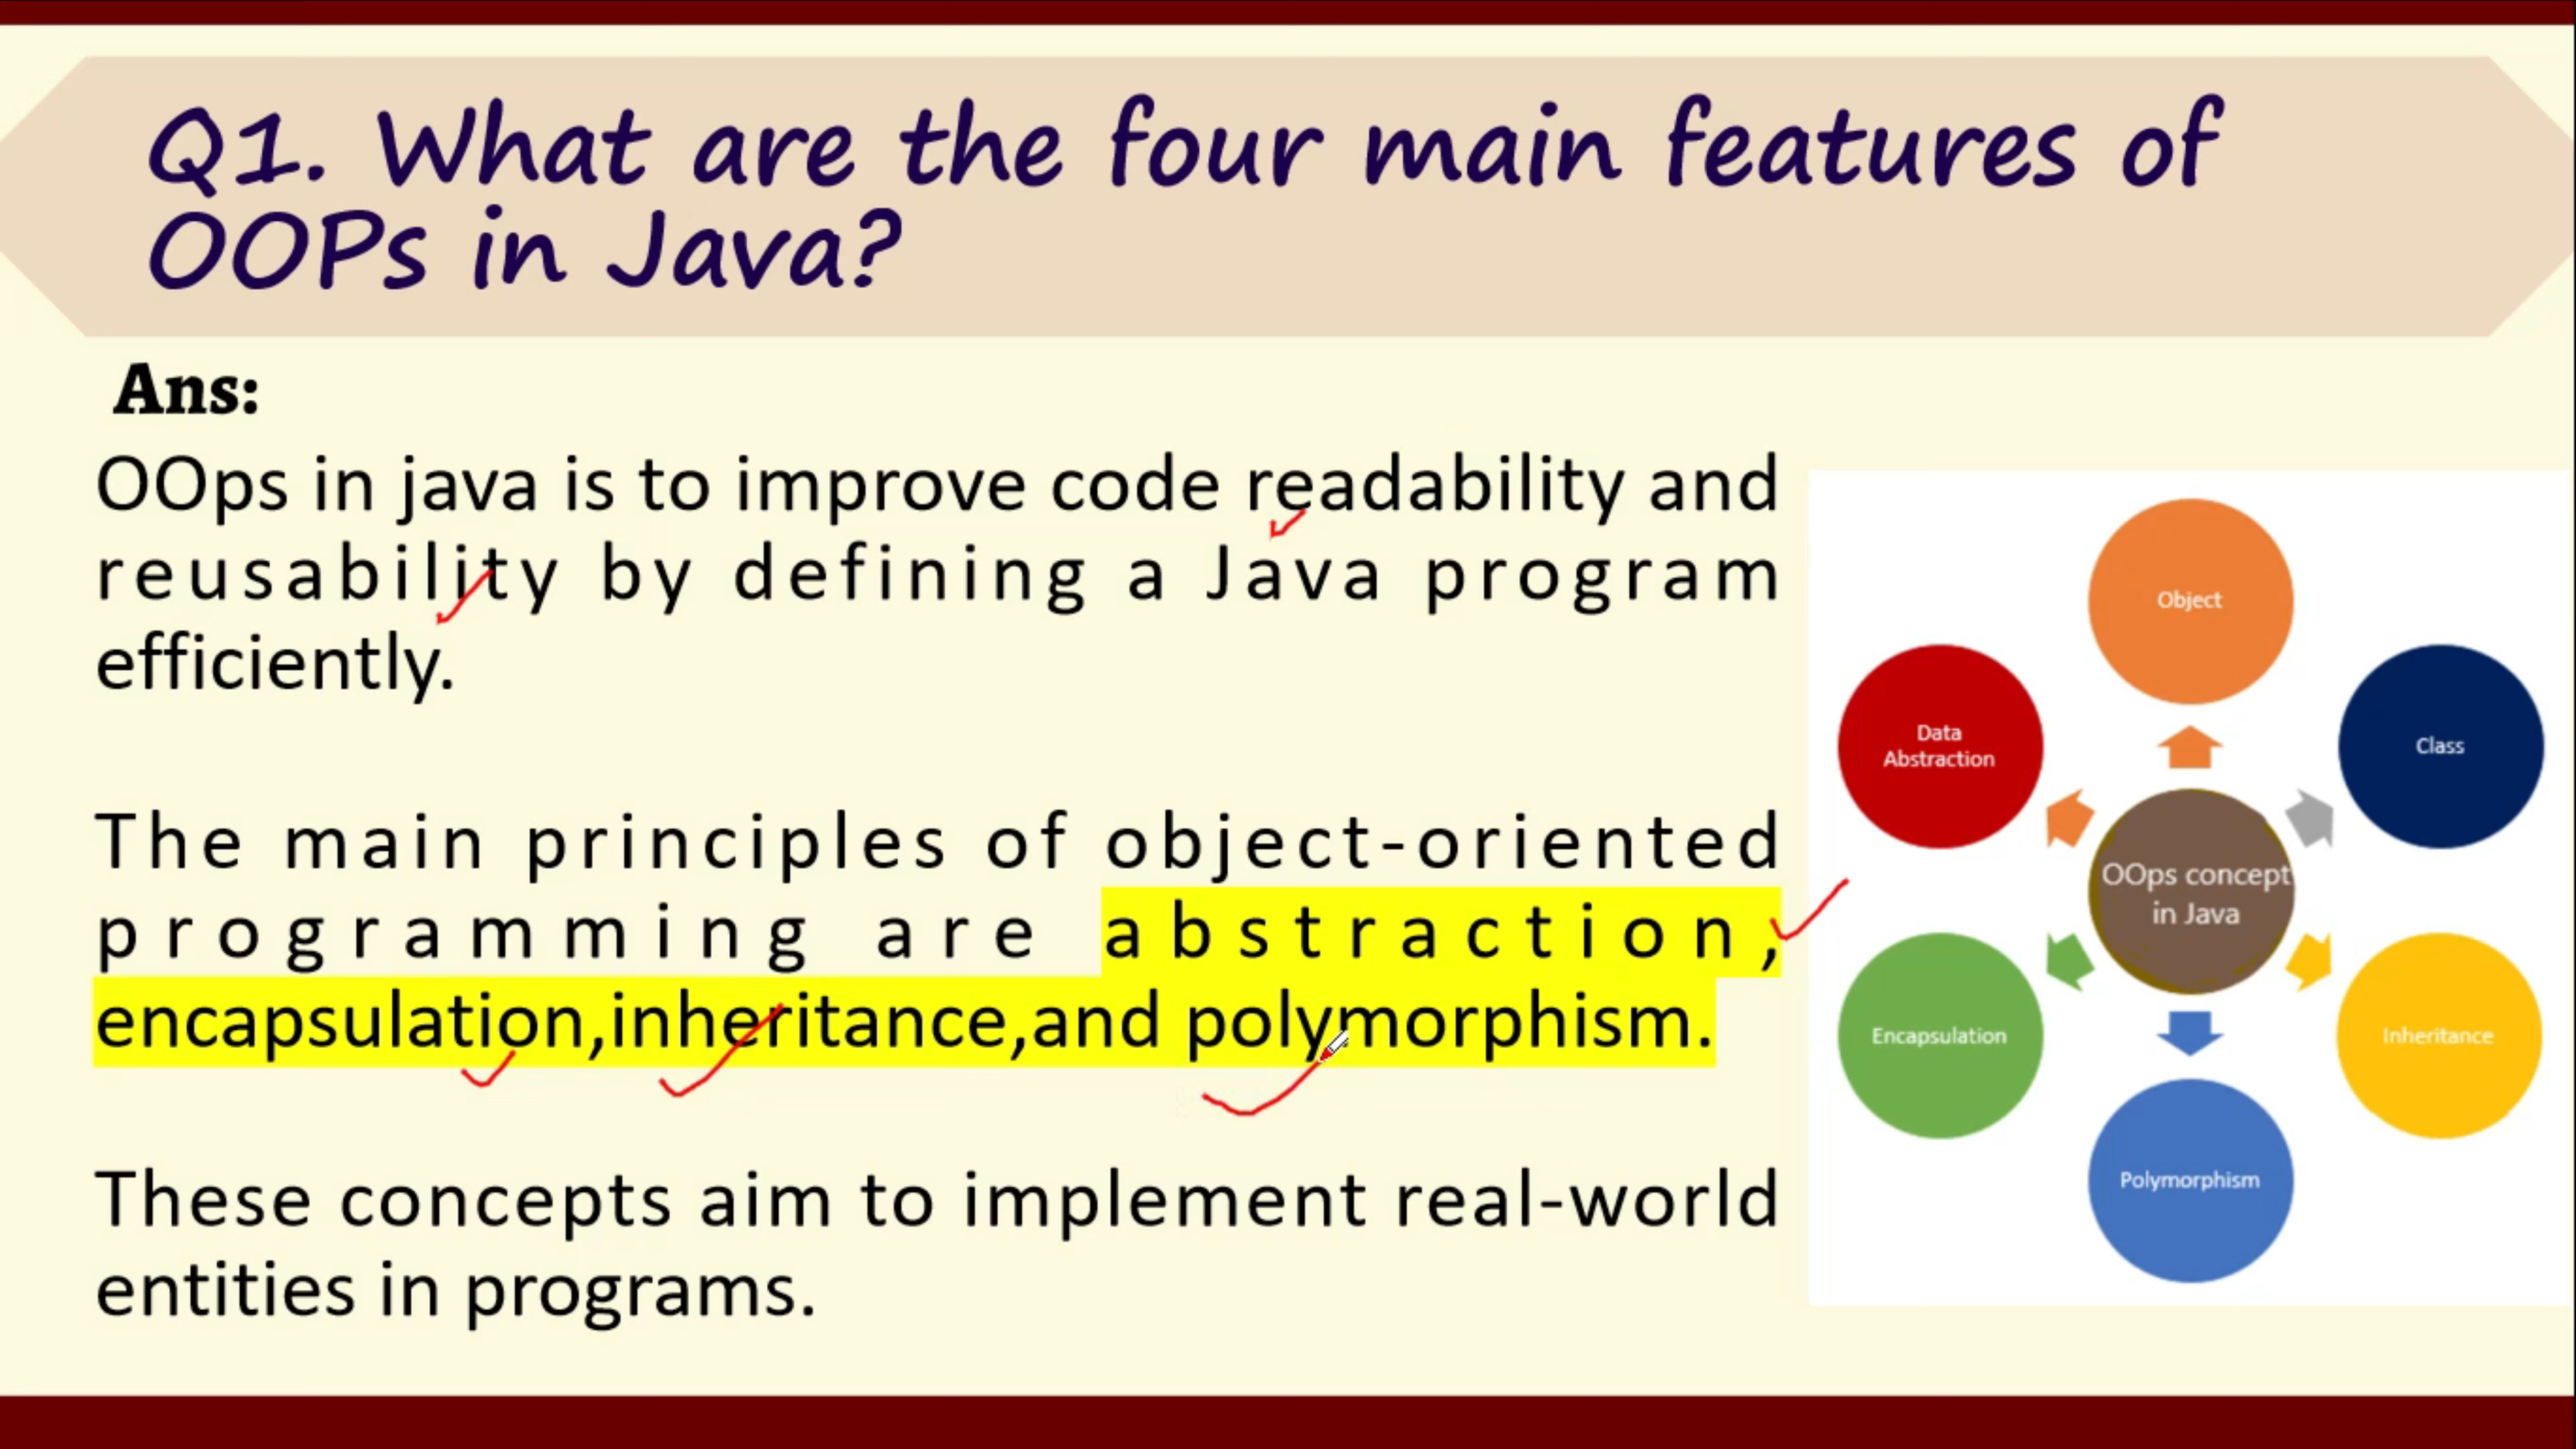 Q1. What are the four main features of
OOPs in Java?
Ans:
OOps in java is to improve code readability and
reusability by defining a Java program
efficiently.
The main principles of object-oriented
programming are abstraction,
encapsulation,inheritance,and polymorphism.
These concepts aim to implement real-world
entities in programs.
Object
Data
Abstraction
Class
OOps concept
in Java
Encapsulation
Inheritance
Polymorphism